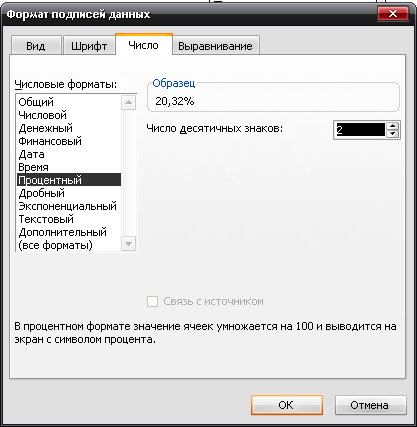 Формат подписей данных
Вид Шрифт Число Выравнивание
Числовые форматы:
Общий
Числовой
Денежный
Финансовый
Дата
Время
Процентный
Дробный
Экспоненциальный
Текстовый
Дополнительный
(все форматы)
Образец
20,32%
Число десятичных знаков: 2
Связь с источником
В процентном формате значение ячеек умножается на 100 и выводится на
экран с символом процента.
ОК Отмена